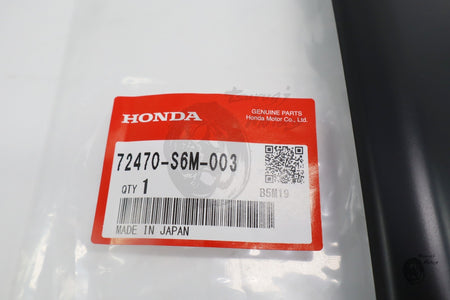 HONDA
GENUINE PARTS
Honda Motor Co., Ltd.
72470-S6M-003
QTY 1
B5M19
MADE IN JAPAN